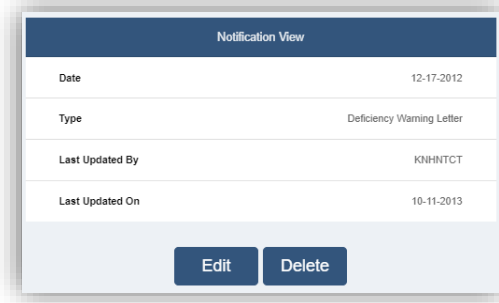 Notification View
Date 12-17-2012
Type Deficiency Warning Letter
Last Updated By KNHNTCT
Last Updated On 10-11-2013
Edit Delete